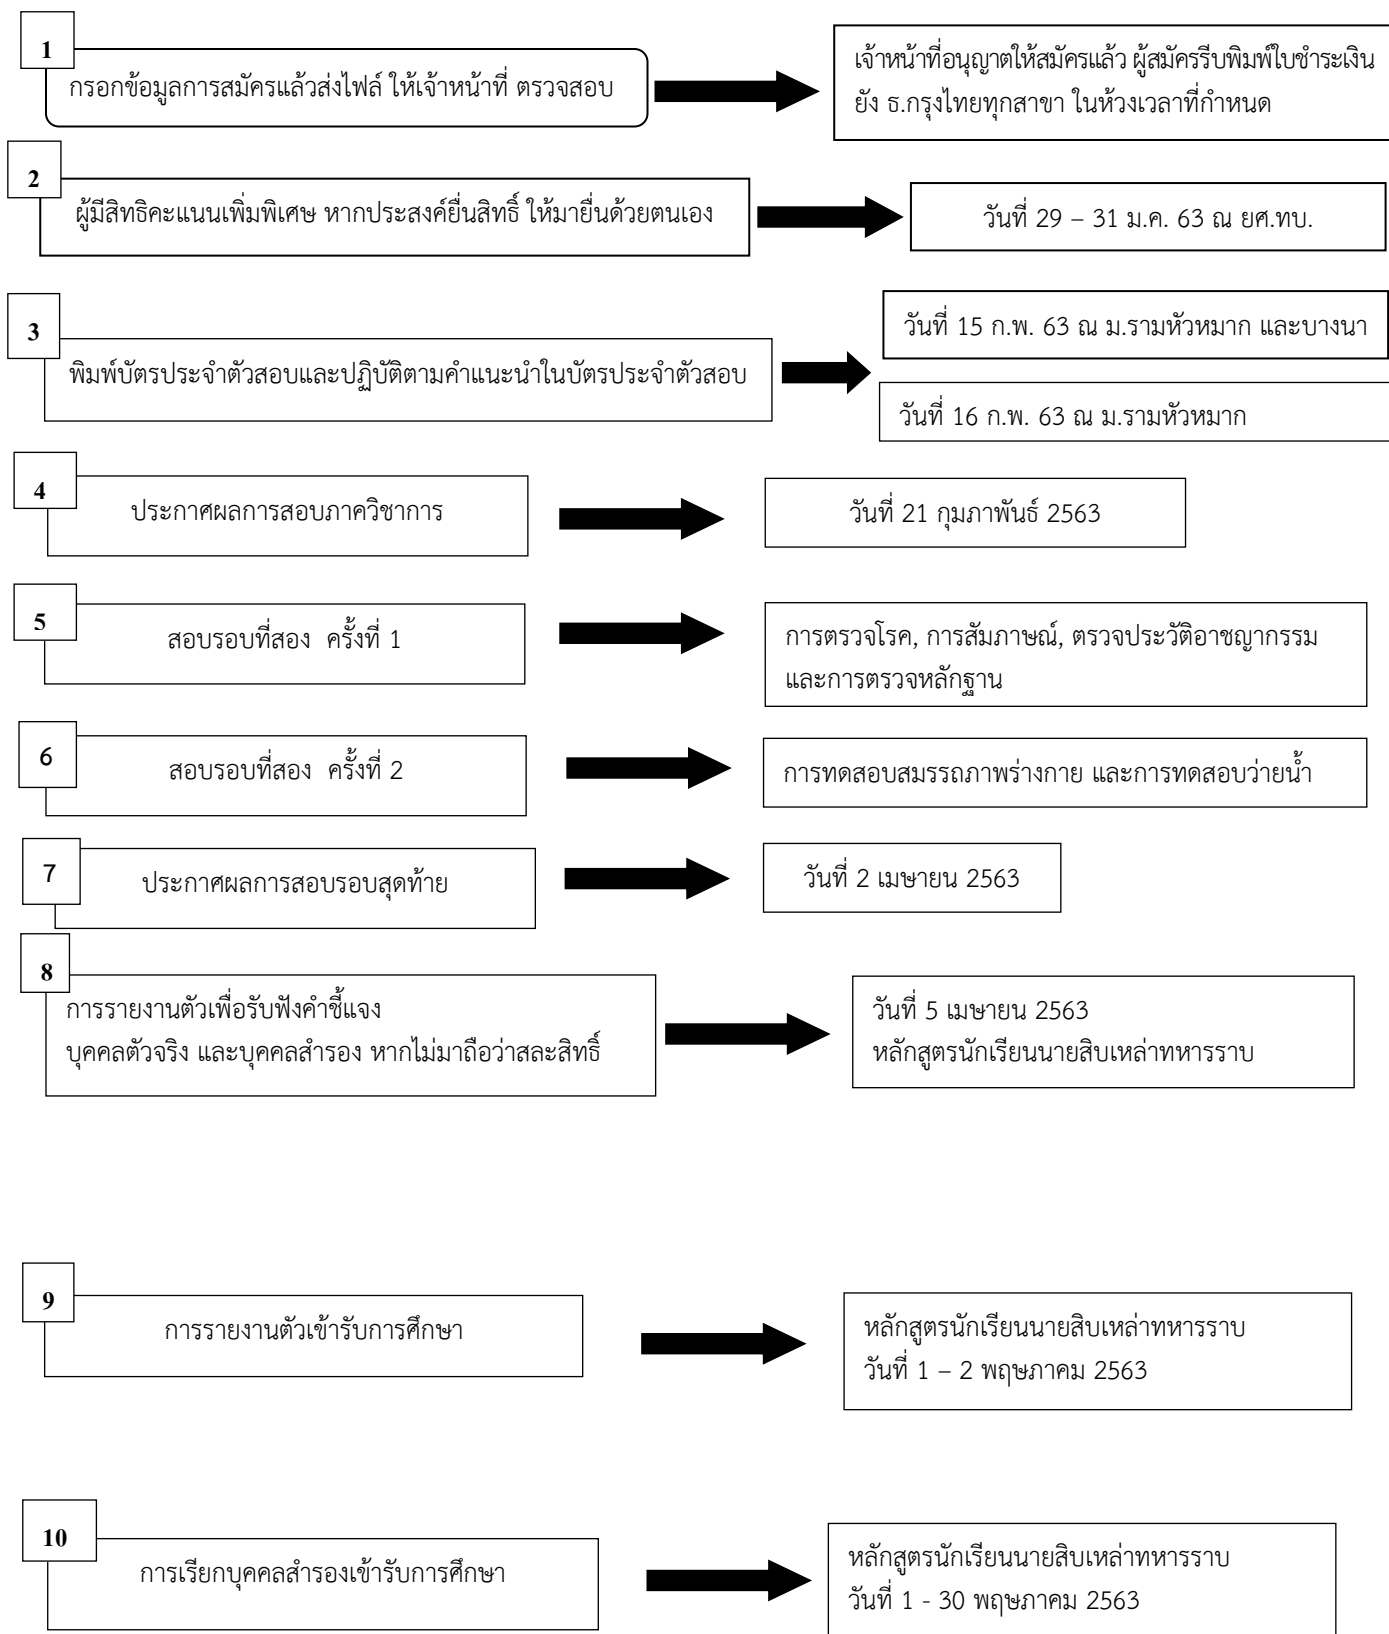 1
กรอกข้อมูลการสมัครแล้วส่งไฟล์ ให้เจ้าหน้าที่ ตรวจสอบ
เจ้าหน้าที่อนุญาตให้สมัครแล้ว ผู้สมัครรีบพิมพ์ใบชำระเงิน
ยัง ธ.กรุงไทยทุกสาขา ในห้วงเวลาที่กำหนด
2
ผู้มีสิทธิคะแนนเพิ่มพิเศษ หากประสงค์ยื่นสิทธิ์ ให้มายื่นด้วยตนเอง
วันที่ 29 – 31 ม.ค. 63 ณ ยศ.ทบ.
3
พิมพ์บัตรประจำตัวสอบและปฏิบัติตามคำแนะนำในบัตรประจำตัวสอบ
วันที่ 15 ก.พ. 63 ณ ม.รามหัวหมาก และบางนา
วันที่ 16 ก.พ. 63 ณ ม.รามหัวหมาก
4
ประกาศผลการสอบภาควิชาการ
วันที่ 21 กุมภาพันธ์ 2563
5
สอบรอบที่สอง ครั้งที่ 1
การตรวจโรค, การสัมภาษณ์, ตรวจประวัติอาชญากรรม
และการตรวจหลักฐาน
6
สอบรอบที่สอง ครั้งที่ 2
การทดสอบสมรรถภาพร่างกาย และการทดสอบว่ายน้ำ
7
ประกาศผลการสอบรอบสุดท้าย
วันที่ 2 เมษายน 2563
8
การรายงานตัวเพื่อรับฟังคำชี้แจง
บุคคลตัวจริง และบุคคลสำรอง หากไม่มาถือว่าสละสิทธิ์
วันที่ 5 เมษายน 2563
หลักสูตรนักเรียนนายสิบเหล่าทหารราบ
9
การรายงานตัวเข้ารับการศึกษา
หลักสูตรนักเรียนนายสิบเหล่าทหารราบ
วันที่ 1 – 2 พฤษภาคม 2563
10
การเรียกบุคคลสำรองเข้ารับการศึกษา
หลักสูตรนักเรียนนายสิบเหล่าทหารราบ
วันที่ 1 - 30 พฤษภาคม 2563